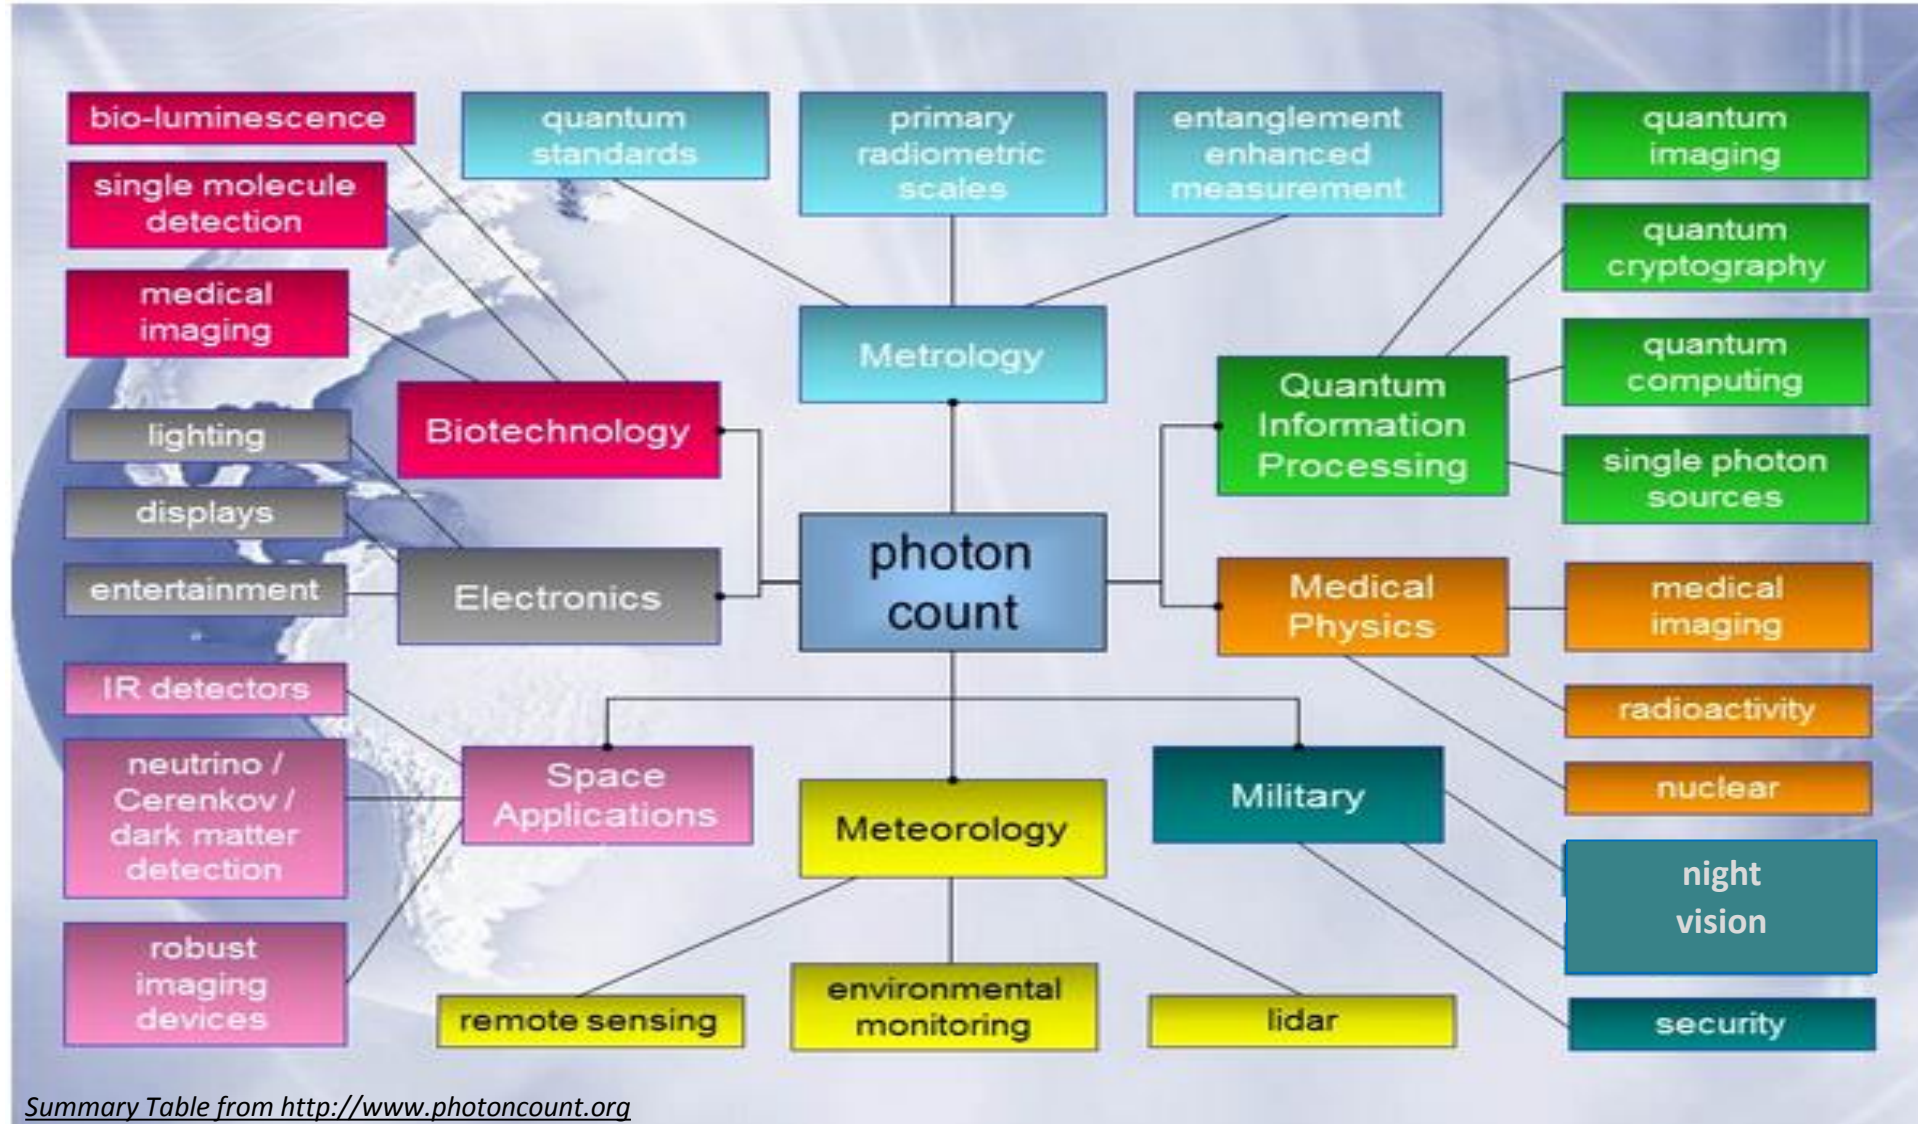 bio-luminescence
single molecule
detection
medical
imaging
quantum
standards
primary
radiometric
scales
entanglement
enhanced
measurement
quantum
imaging
quantum
cryptography
quantum
computing
single photon
sources
Metrology
Biotechnology
Quantum
Information
Processing
lighting
displays
entertainment
Electronics
photon
count
Medical
Physics
medical
imaging
radioactivity
nuclear
IR detectors
neutrino /
Cerenkov /
dark matter
detection
robust
imaging
devices
Space
Applications
Meteorology
Military
night
vision
security
remote sensing
environmental
monitoring
lidar
Summary Table from http://www.photoncount.org